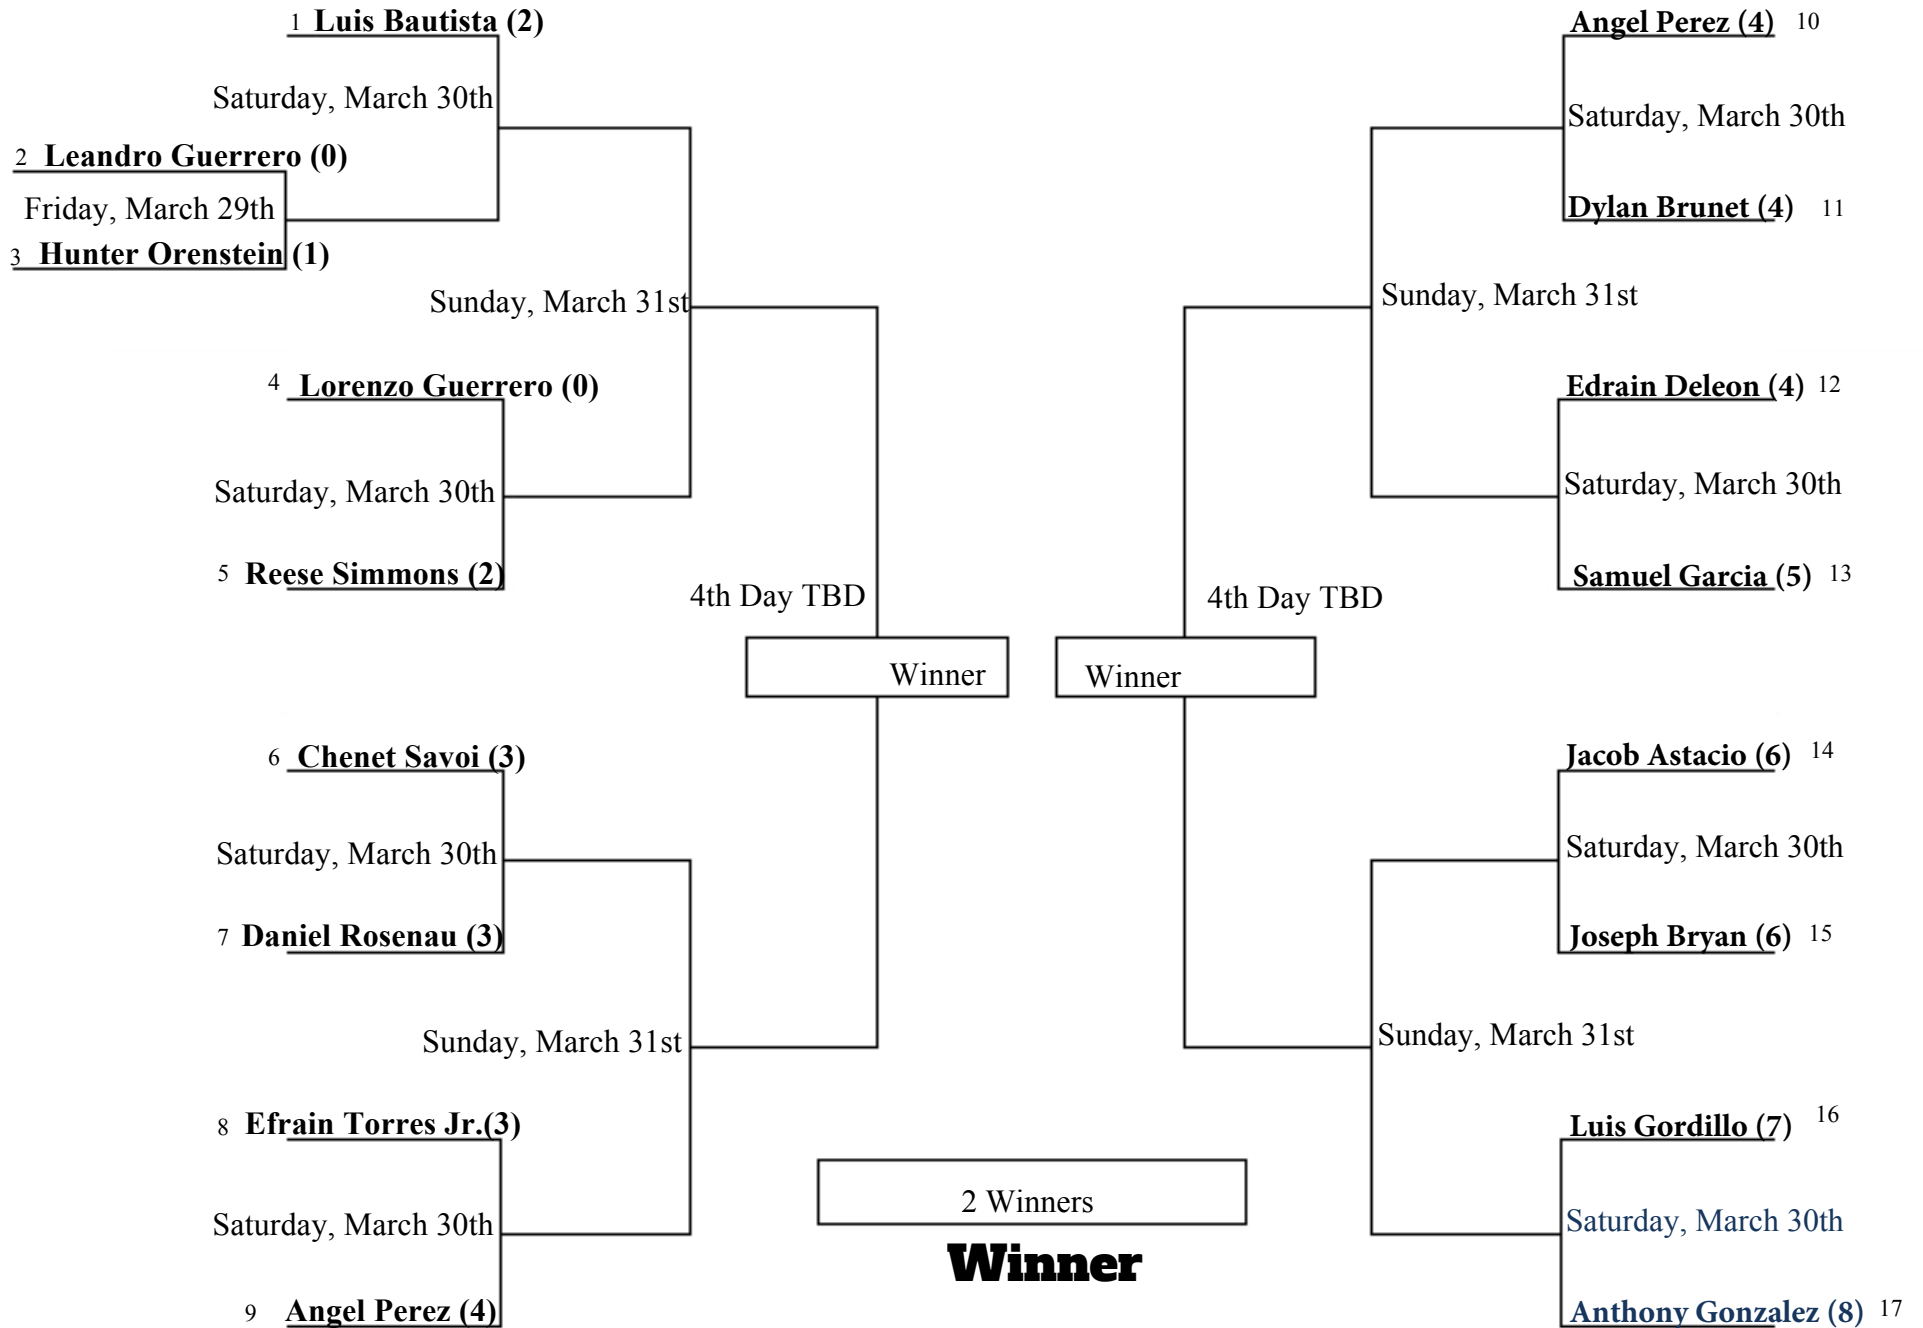 1 Luis Bautista (2)
Saturday, March 30th
2 Leandro Guerrero (0)
Friday, March 29th
3 Hunter Orenstein (1)
Sunday, March 31st
4 Lorenzo Guerrero (0)
Saturday, March 30th
5 Reese Simmons (2)
4th Day TBD
Winner
6 Chenet Savoi (3)
Saturday, March 30th
7 Daniel Rosenau (3)
Sunday, March 31st
8 Efrain Torres Jr.(3)
Saturday, March 30th
9 Angel Perez (4)
Angel Perez (4) 10
Saturday, March 30th
Dylan Brunet (4) 11
Sunday, March 31st
Edrain Deleon (4) 12
Saturday, March 30th
Samuel Garcia (5) 13
4th Day TBD
Winner
Jacob Astacio (6) 14
Saturday, March 30th
Joseph Bryan (6) 15
Sunday, March 31st
Luis Gordillo (7) 16
Saturday, March 30th
Anthony Gonzalez (8) 17
2 Winners
Winner